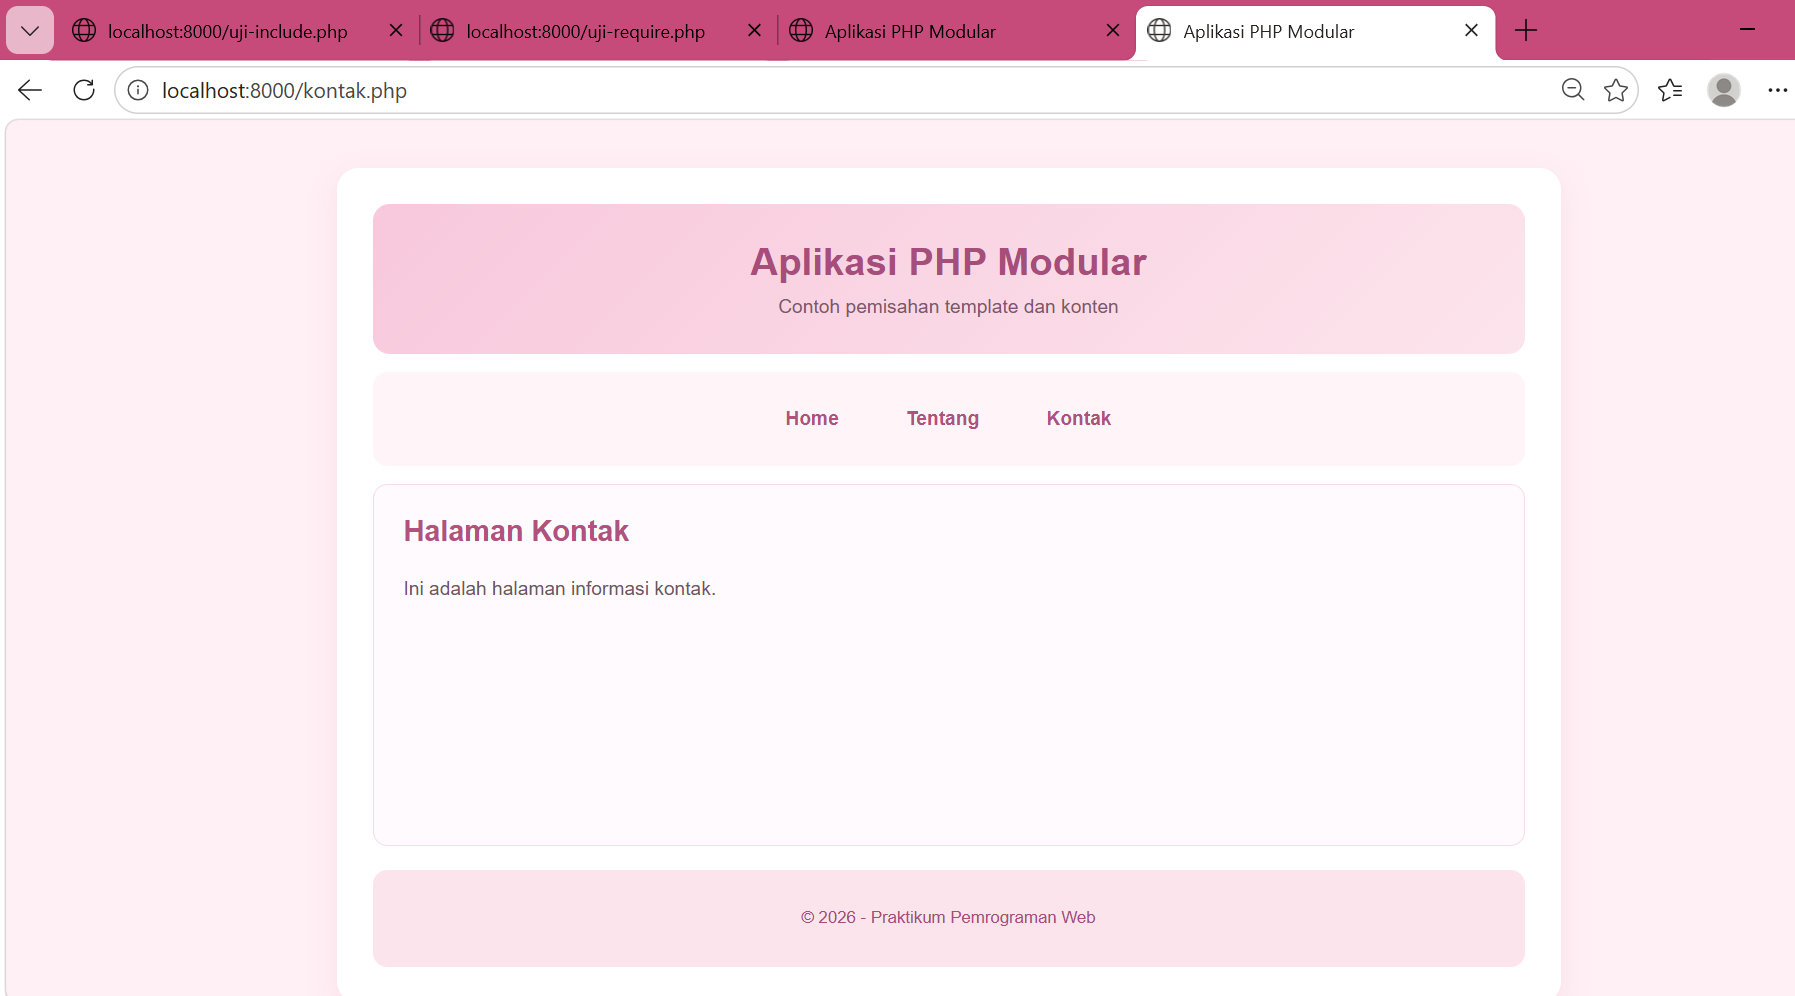 localhost:8000/uji-include.php
localhost:8000/uji-require.php
Aplikasi PHP Modular
Aplikasi PHP Modular
localhost:8000/kontak.php
Aplikasi PHP Modular
Contoh pemisahan template dan konten
Home
Tentang
Kontak
Halaman Kontak
Ini adalah halaman informasi kontak.
© 2026 - Praktikum Pemrograman Web